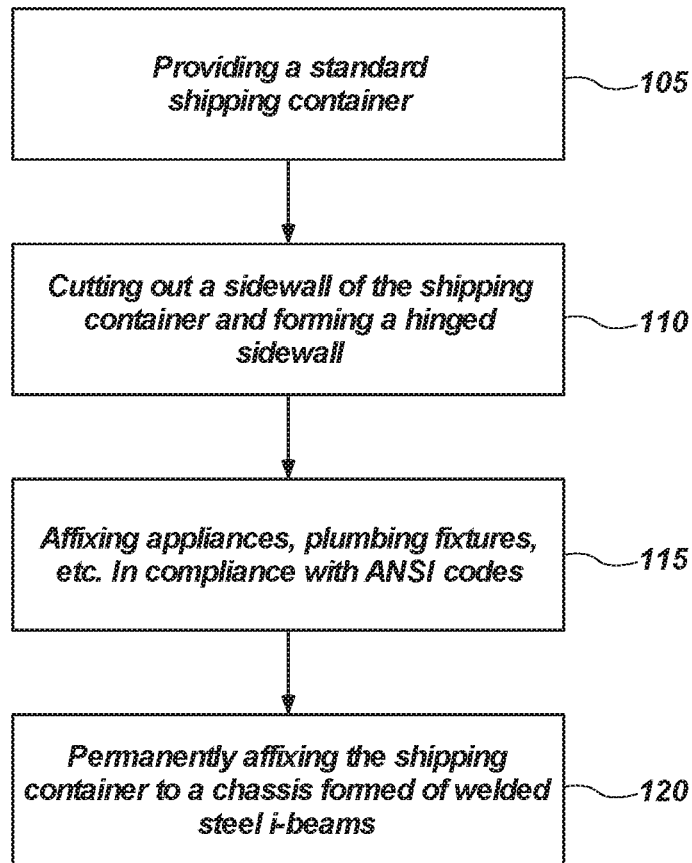 Providing a standard
shipping container
105
Cutting out a sidewall of the shipping
container and forming a hinged
sidewall
110
Affixing appliances, plumbing fixtures,
etc. In compliance with ANSI codes
115
Permanently affixing the shipping
container to a chassis formed of welded
steel i-beams
120